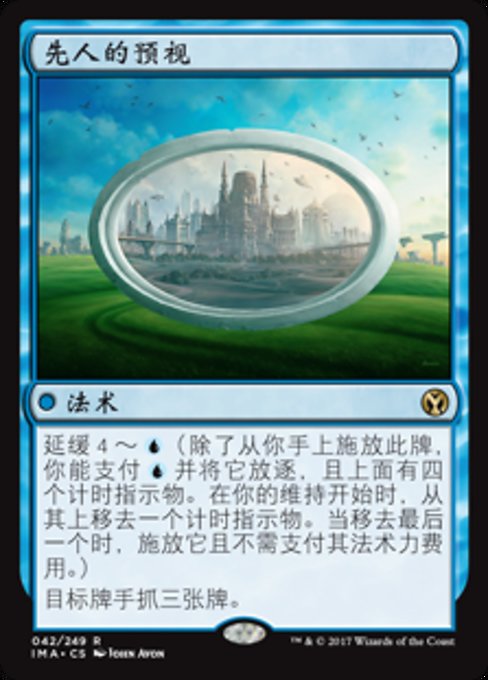 先人的预视
法术
延缓4～（除了从你手上施放此牌，
你能支付并将它放逐，且上面有四
个计时指示物。在你的维持开始时，从
其上移去一个计时指示物。当移去最后
一个时，施放它且不需支付其法术力费
用。）
目标牌手抓三张牌。
042/249 R
IMA • CS JOHN AVON
™ & © 2017 Wizards of the Coast